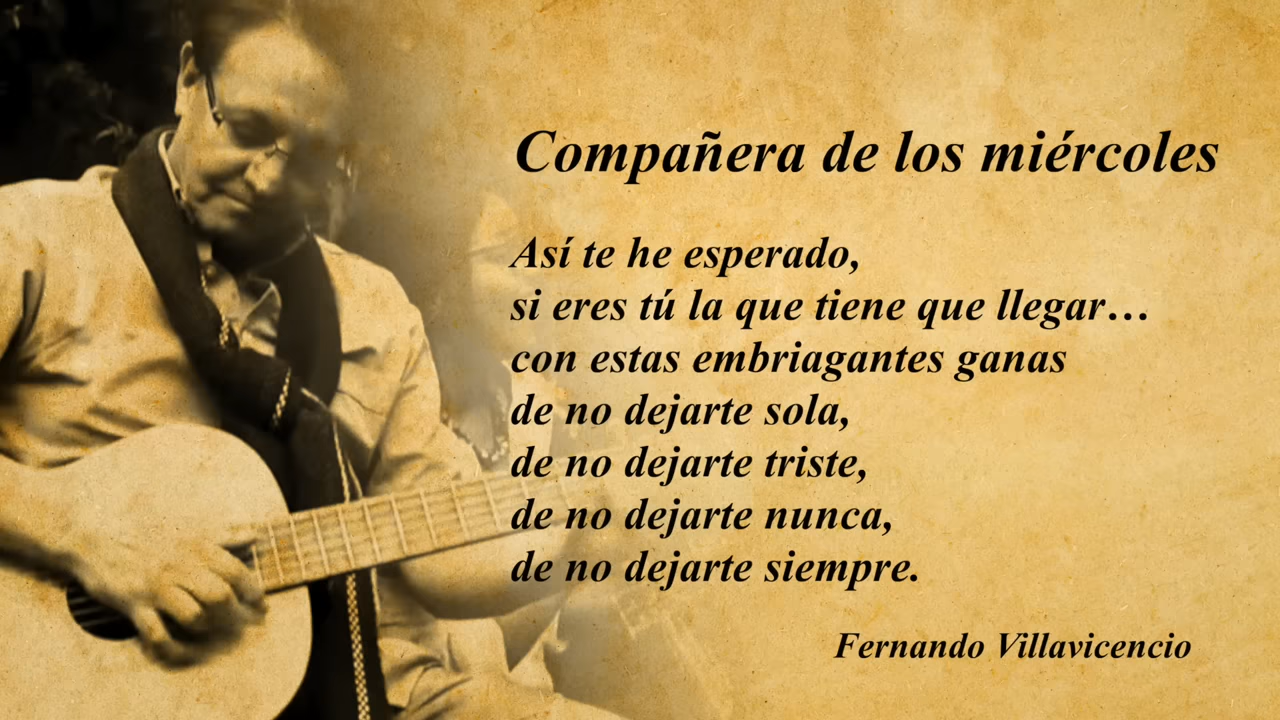 Compañera de los miércoles
Así te he esperado,
si eres tú la que tiene que llegar…
con estas embriagantes ganas
de no dejarte sola,
de no dejarte triste,
de no dejarte nunca,
de no dejarte siempre.
Fernando Villavicencio